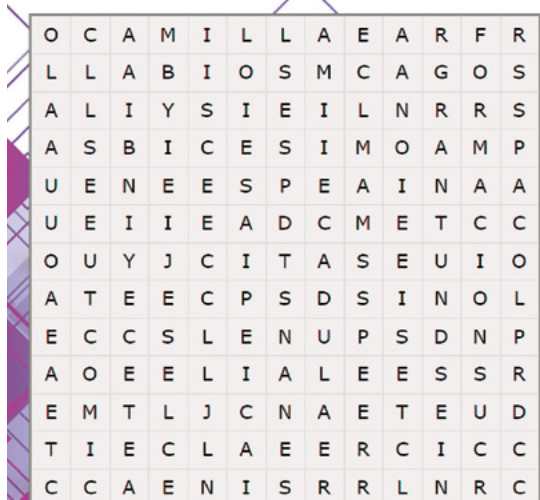 O C A M I L L A E A R F R
L L A B I O S M C A G O S
A L I Y S I E I L N R R S
A S B I C E S I M O A M P
U E N E E S P E A I N A A
U E I I E A D C M E T C C
O U Y J C I T A S E U I O
A T E E C P S D S I N O L
E C C S L E N U P S D N P
A O E E L I A L E E S S R
E M T L J C N A E T E U D
T I E C L A E E R C I C C
C C A E N I S R R L N R C